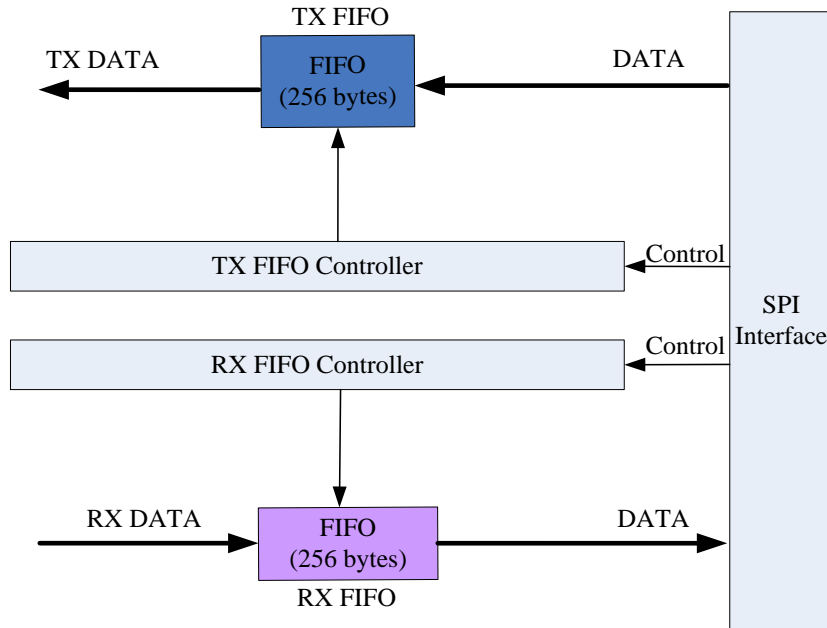 TX FIFO
TX DATA
FIFO
(256 bytes)
DATA
TX FIFO Controller
Control
SPI
Interface
RX FIFO Controller
Control
RX DATA
FIFO
(256 bytes)
DATA
RX FIFO